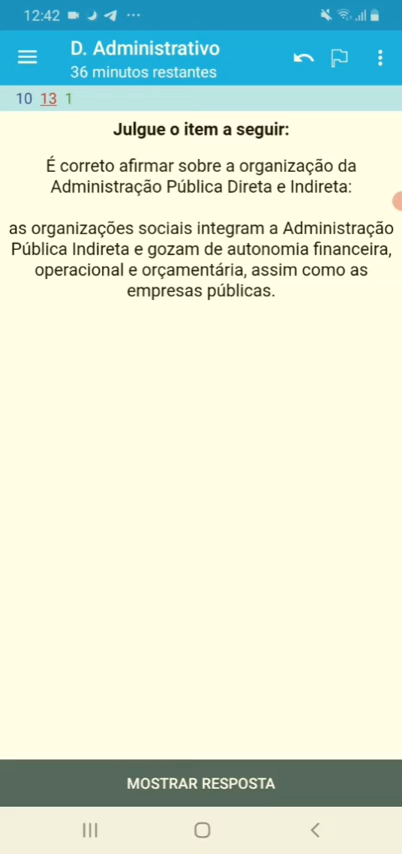 12:42
D. Administrativo
36 minutos restantes
10 13 1
Julgue o item a seguir:
É correto afirmar sobre a organização da
Administração Pública Direta e Indireta:
as organizações sociais integram a Administração
Pública Indireta e gozam de autonomia financeira,
operacional e orçamentária, assim como as
empresas públicas.
MOSTRAR RESPOSTA